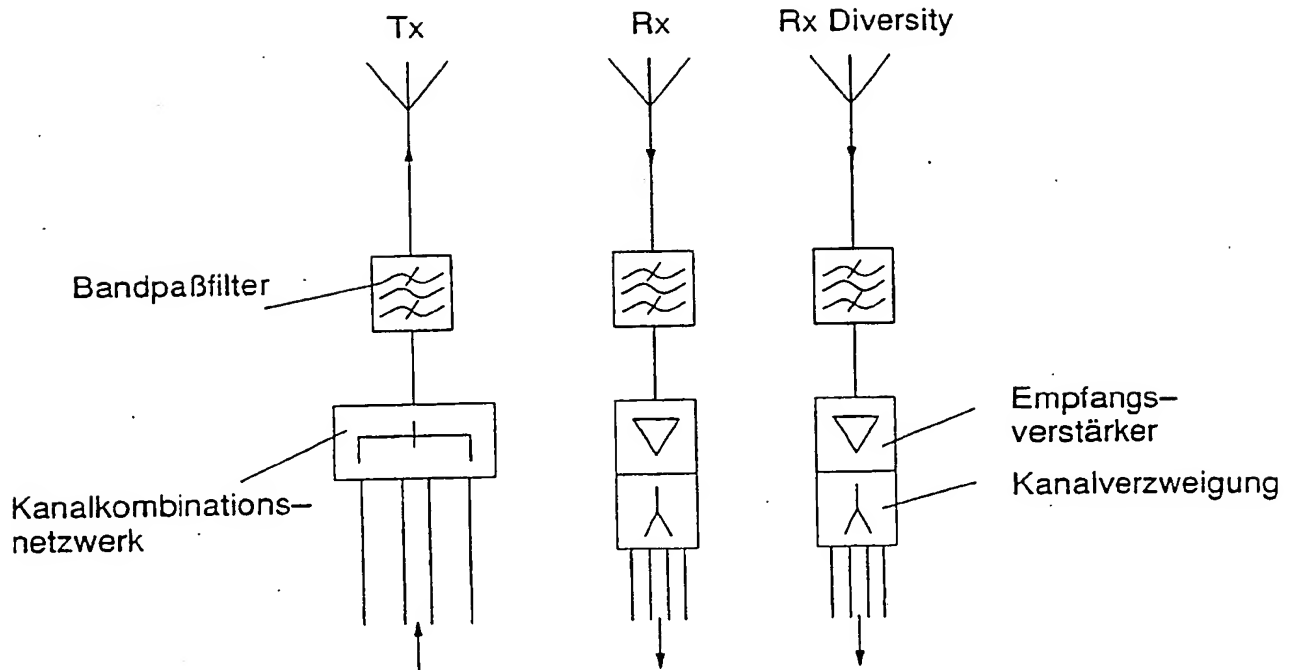 Tx
Rx
Rx Diversity
Bandpaßfilter
Empfangs–
verstärker
Kanalverzweigung
Kanalkombinations–
netzwerk